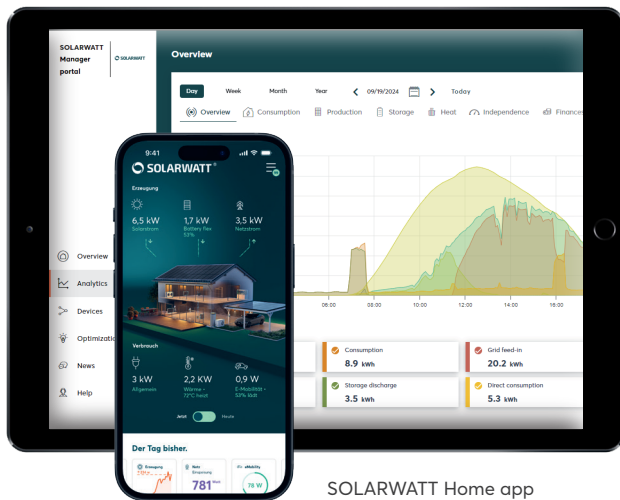 SOLARWATT
Manager
portal
SOLARWATT
Overview
Day Week Month Year 09/19/2024 Today
Overview Consumption Production Storage Heat Independence Finances
06:00 08:00 10:00 12:00 14:00 16:00
Overview
Analytics
Devices
News
Help
Consumption
8.9 kWh
Grid feed-in
20.2 kWh
Storage discharge
3.5 kWh
Direct consumption
5.3 kWh
9:41
SOLARWATT®
Erzeugung
6,5 kW
Solarstrom
1,7 kW
Battery flex
53%
3,5 kW
Netzstrom
Verbrauch
3 kW
Allgemein
2,2 KW
Wärme •
72°C heizt
0,9 W
E-Mobilität •
53% lädt
Jetzt Heute
Der Tag bisher.
Erzeugung
Netz
Einspeisung
781
eMobility
78 W
SOLARWATT Home app